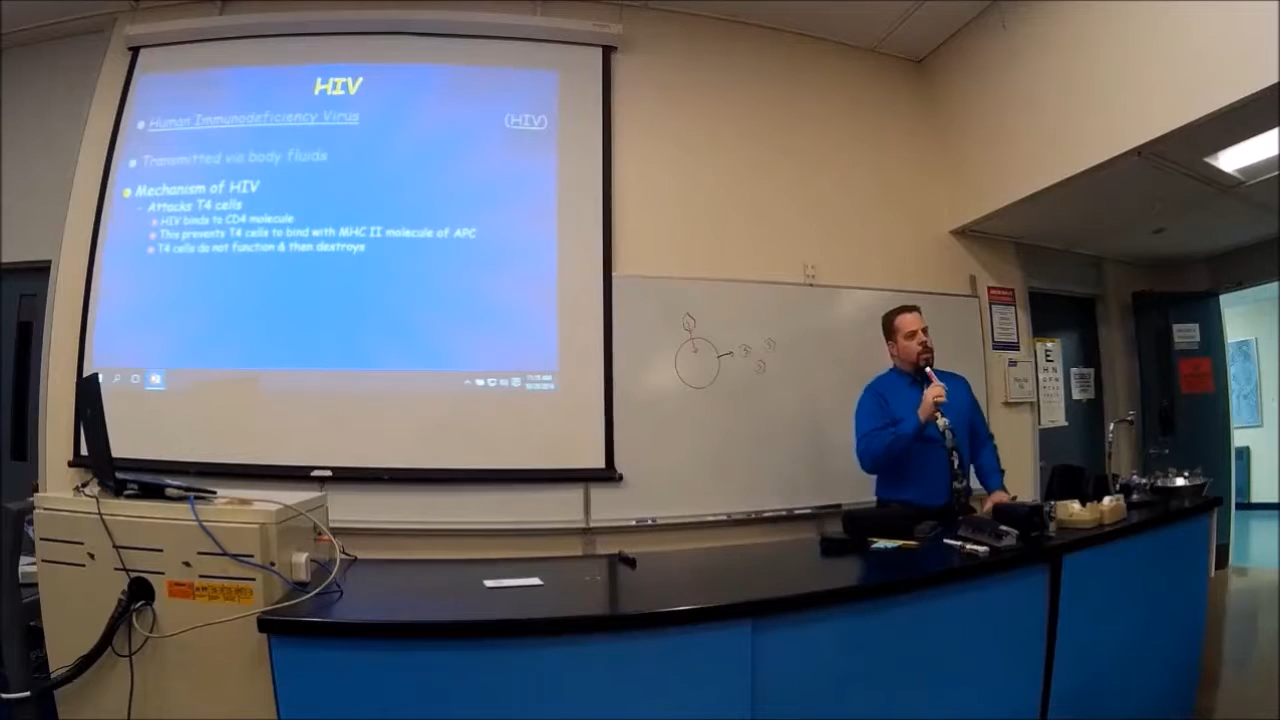 HIV
Human Immunodeficiency Virus (HIV)
Transmitted via body fluids
Mechanism of HIV
- Attacks T4 cells
HIV binds to CD4 molecule
This prevents T4 cells to bind with MHC II molecule of APC
T4 cells do not function & then dextroys
E
H N